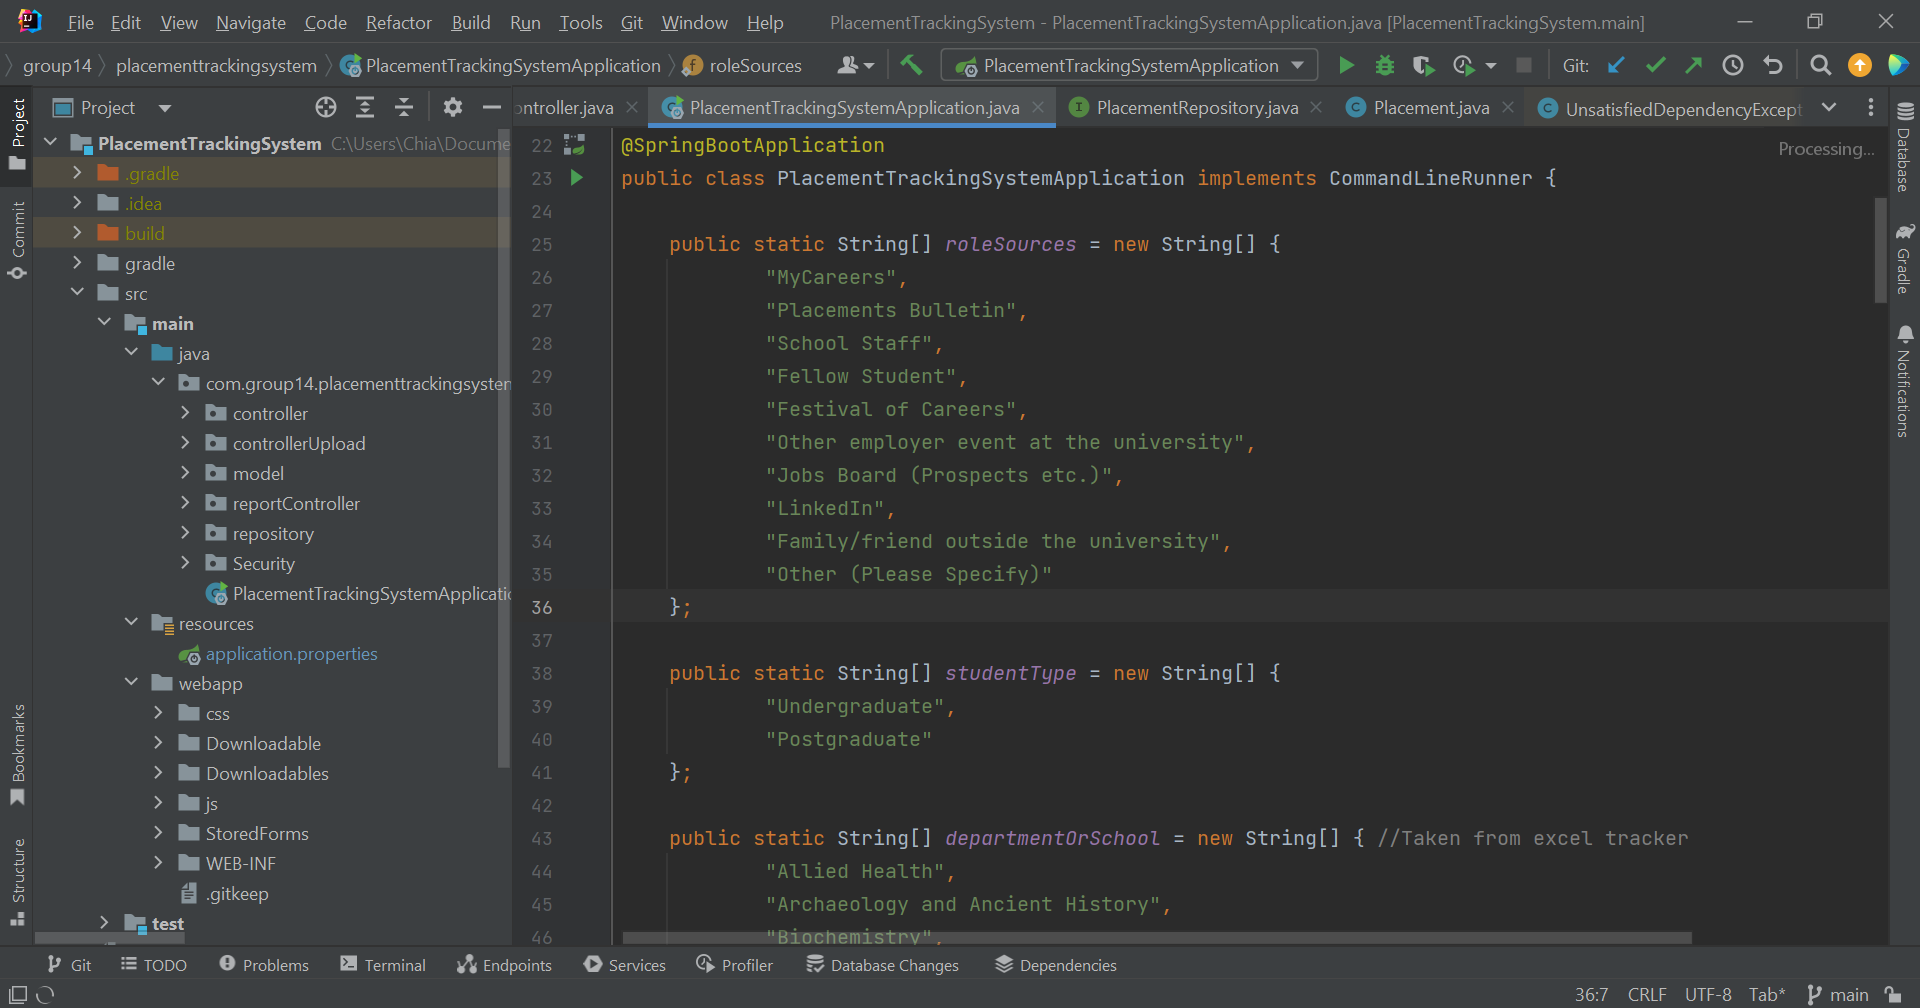 File Edit View Navigate Code Refactor Build Run Tools Git Window Help PlacementTrackingSystem - PlacementTrackingSystemApplication.java [PlacementTrackingSystem.main]
group14 placementtrackingsystem PlacementTrackingSystemApplication roleSources PlacementTrackingSystemApplication Git:
Project
ontroller.java PlacementTrackingSystemApplication.java PlacementRepository.java Placement.java UnsatisfiedDependencyExcept
Project
Commit
Bookmarks
Structure
PlacementTrackingSystem C:\Users\Chia\Docume
.gradle
.idea
build
gradle
src
main
java
com.group14.placementtrackingsystem
controller
controllerUpload
model
reportController
repository
Security
PlacementTrackingSystemApplicatio
resources
application.properties
webapp
css
Downloadable
Downloadables
js
StoredForms
WEB-INF
.gitkeep
test
Processing...
22 @SpringBootApplication
23 public class PlacementTrackingSystemApplication implements CommandLineRunner {
24
25 public static String[] roleSources = new String[] {
26 "MyCareers",
27 "Placements Bulletin",
28 "School Staff",
29 "Fellow Student",
30 "Festival of Careers",
31 "Other employer event at the university",
32 "Jobs Board (Prospects etc.)",
33 "LinkedIn",
34 "Family/friend outside the university",
35 "Other (Please Specify)"
36 };
37
38 public static String[] studentType = new String[] {
39 "Undergraduate",
40 "Postgraduate"
41 };
42
43 public static String[] departmentOrSchool = new String[] { //Taken from excel tracker
44 "Allied Health",
45 "Archaeology and Ancient History",
46 "Biochemistry",
Database
Gradle
Notifications
Git TODO Problems Terminal Endpoints Services Profiler Database Changes Dependencies
36:7 CRLF UTF-8 Tab* main